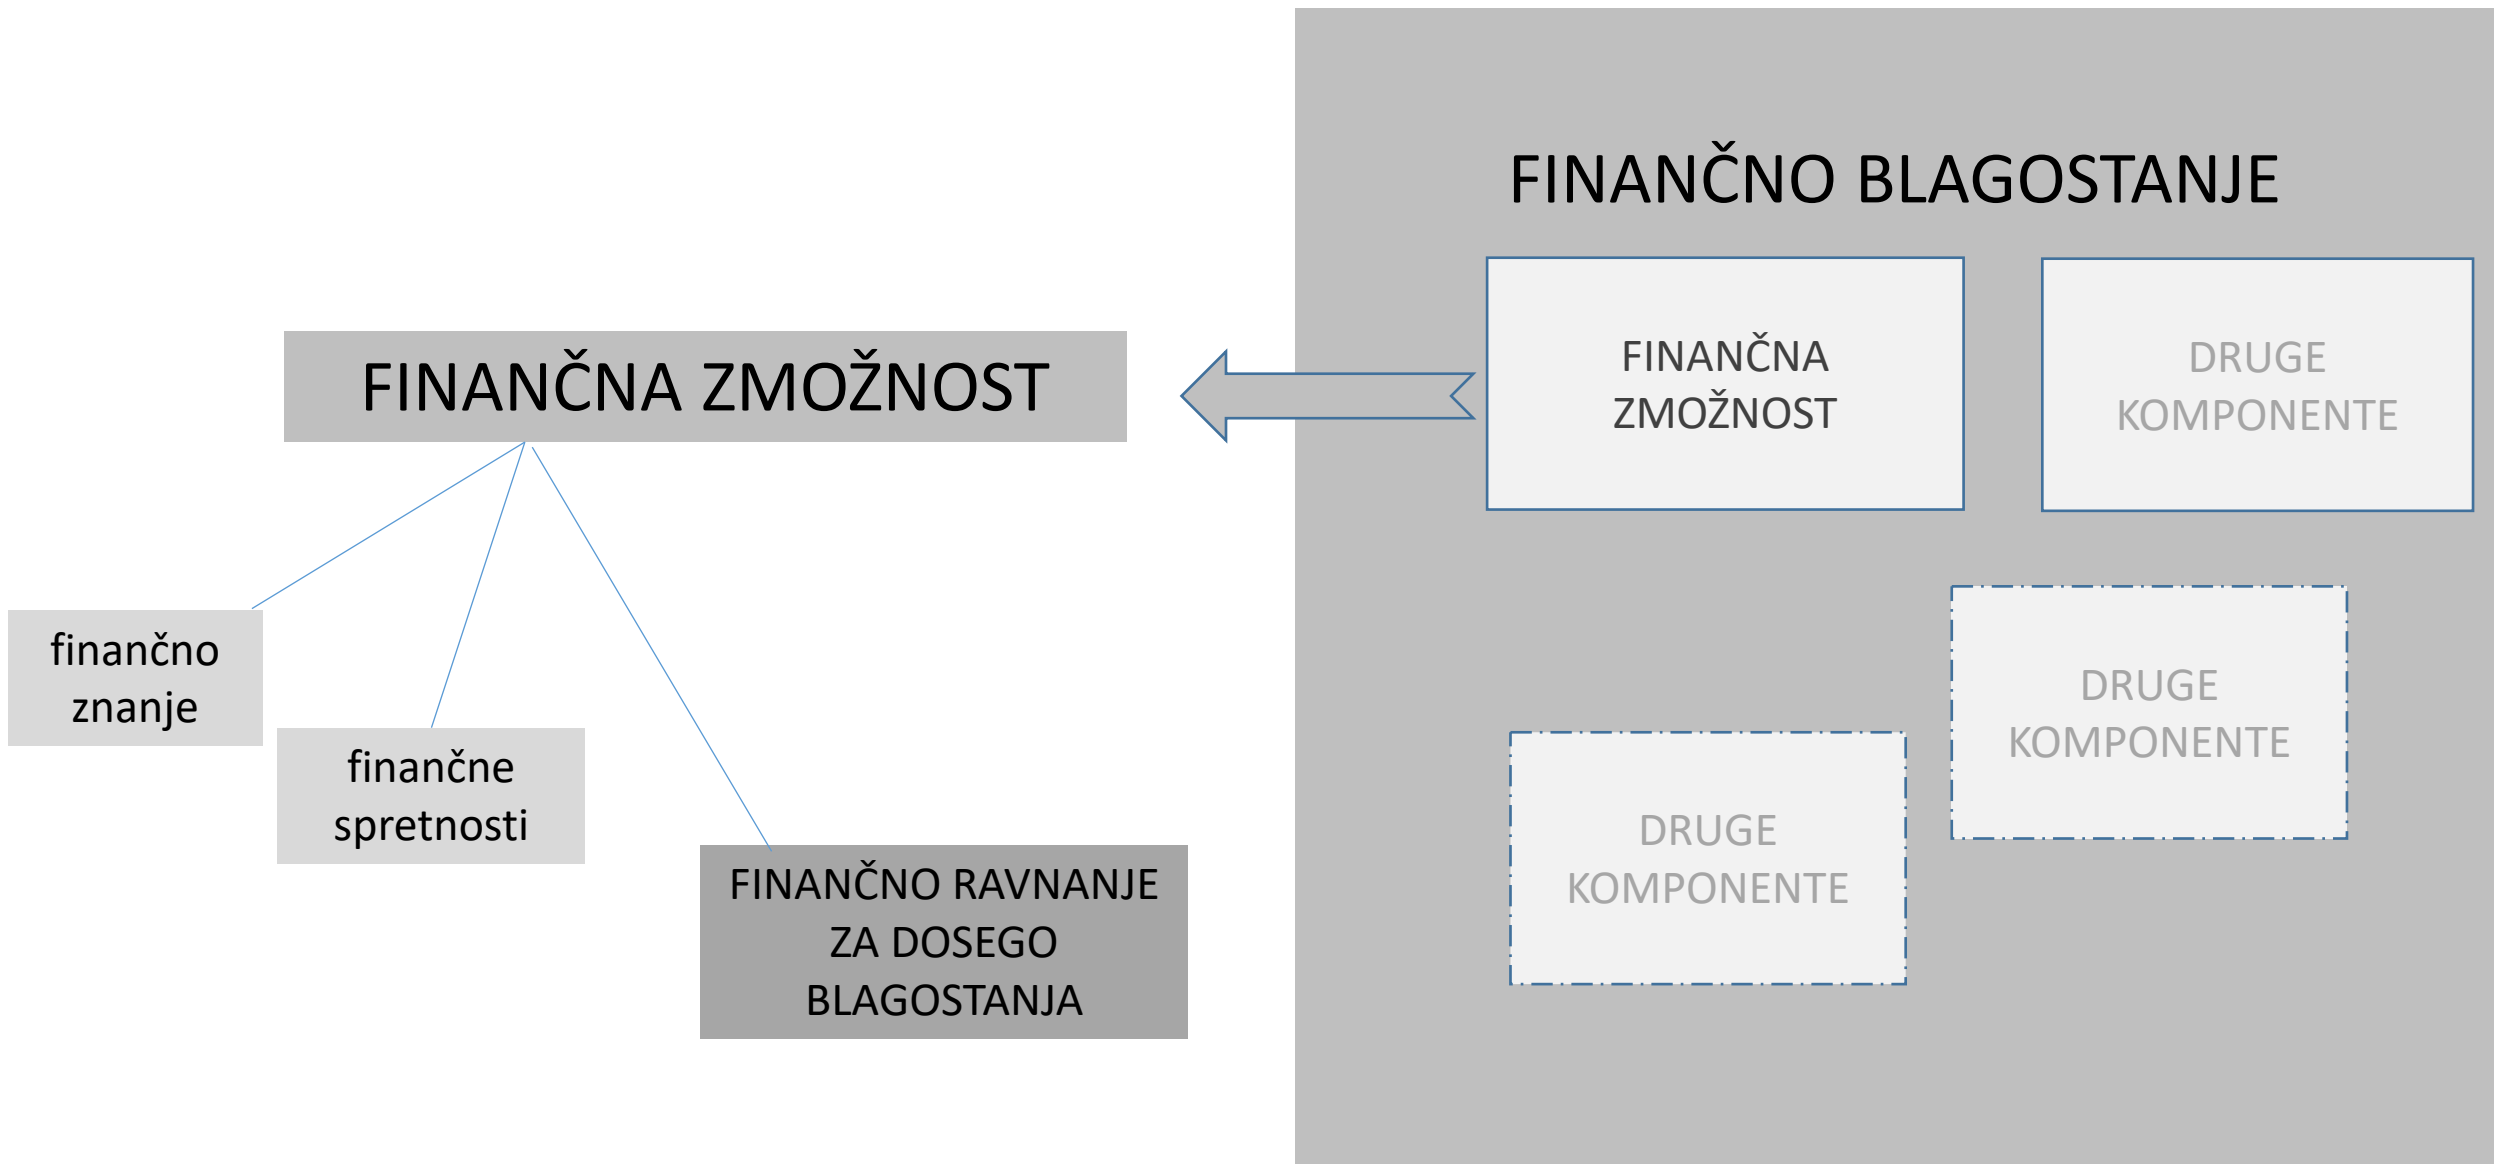 FINANČNO BLAGOSTANJE
FINANČNA ZMOŽNOST
FINANČNA
ZMOŽNOST
DRUGE
KOMPONENTE
finančno
znanje
finančne
spretnosti
FINANČNO RAVNANJE
ZA DOSEGO
BLAGOSTANJA
DRUGE
KOMPONENTE
DRUGE
KOMPONENTE